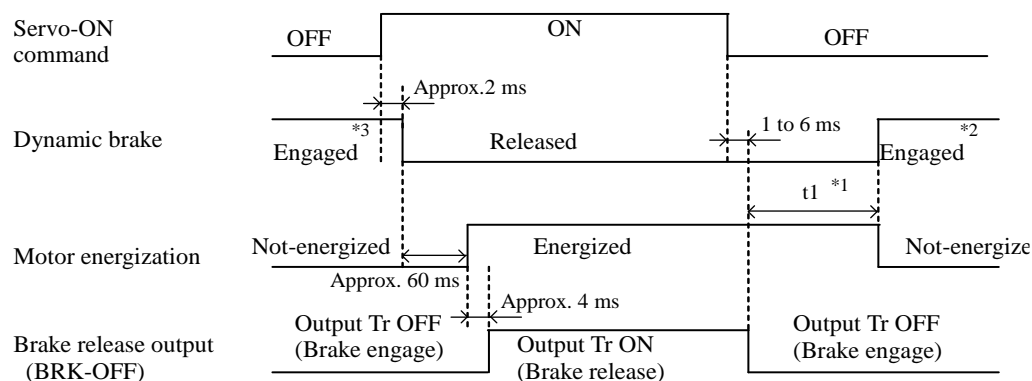 Servo-ON
command
OFF
ON
OFF
Approx.2 ms
Dynamic brake
Engaged *3
Released
1 to 6 ms
Engaged *2
t1 *1
Motor energization
Not-energized
Energized
Not-energize
Approx. 60 ms
Approx. 4 ms
Brake release output
(BRK-OFF)
Output Tr OFF
(Brake engage)
Output Tr ON
(Brake release)
Output Tr OFF
(Brake engage)